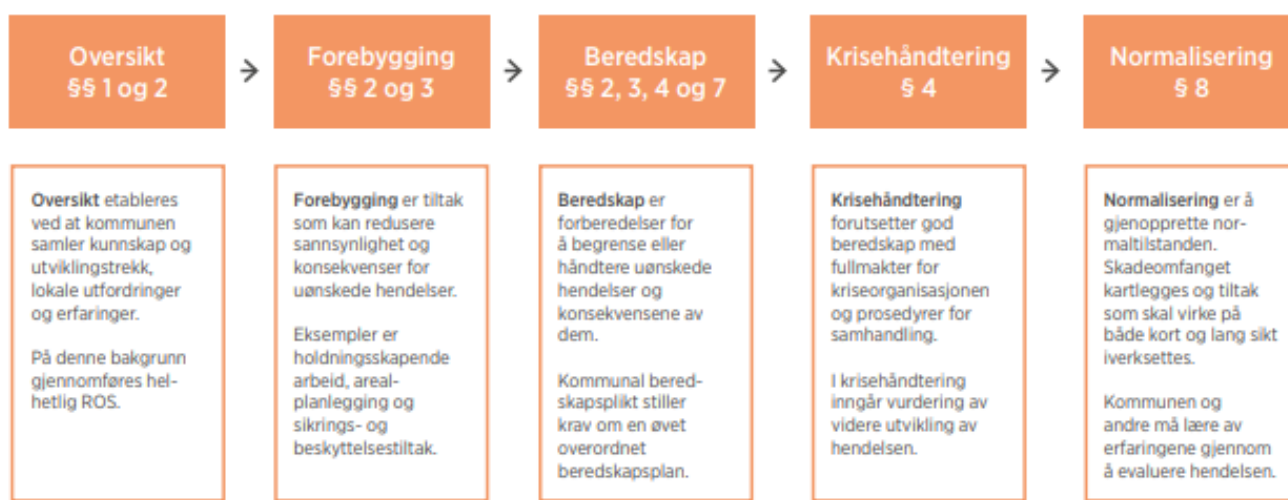 Oversikt
§§ 1 og 2
Forebygging
§§ 2 og 3
Beredskap
§§ 2, 3, 4 og 7
Krisehåndtering
§ 4
Normalisering
§ 8
Oversikt etableres
ved at kommunen
samler kunnskap og
utviklingstrekk,
lokale utfordringer
og erfaringer.
På denne bakgrunn
gjennomføres hel-
hetlig ROS.
Forebygging er tiltak
som kan redusere
sannsynlighet og
konsekvenser for
uønskede hendelser.
Eksempler er
holdningsskapende
arbeid, areal-
planlegging og
sikrings- og
beskyttelsestiltak.
Beredskap er
forberedelser for
å begrense eller
håndtere uønskede
hendelser og
konsekvensene av
dem.
Kommunal bered-
skapsplikt stiller
krav om en øvet
overordnet
beredskapsplan.
Krisehåndtering
forutsetter god
beredskap med
fullmakter for
kriseorganisasjonen
og prosedyrer for
samhandling.
I krisehåndtering
inngår vurdering av
videre utvikling av
hendelsen.
Normalisering er å
gjenopprette nor-
maltilstanden.
Skadeomfanget
kartlegges og tiltak
som skal virke på
både kort og lang sikt
iverksettes.
Kommunen og
andre må lære av
erfaringene gjennom
å evaluere hendelsen.